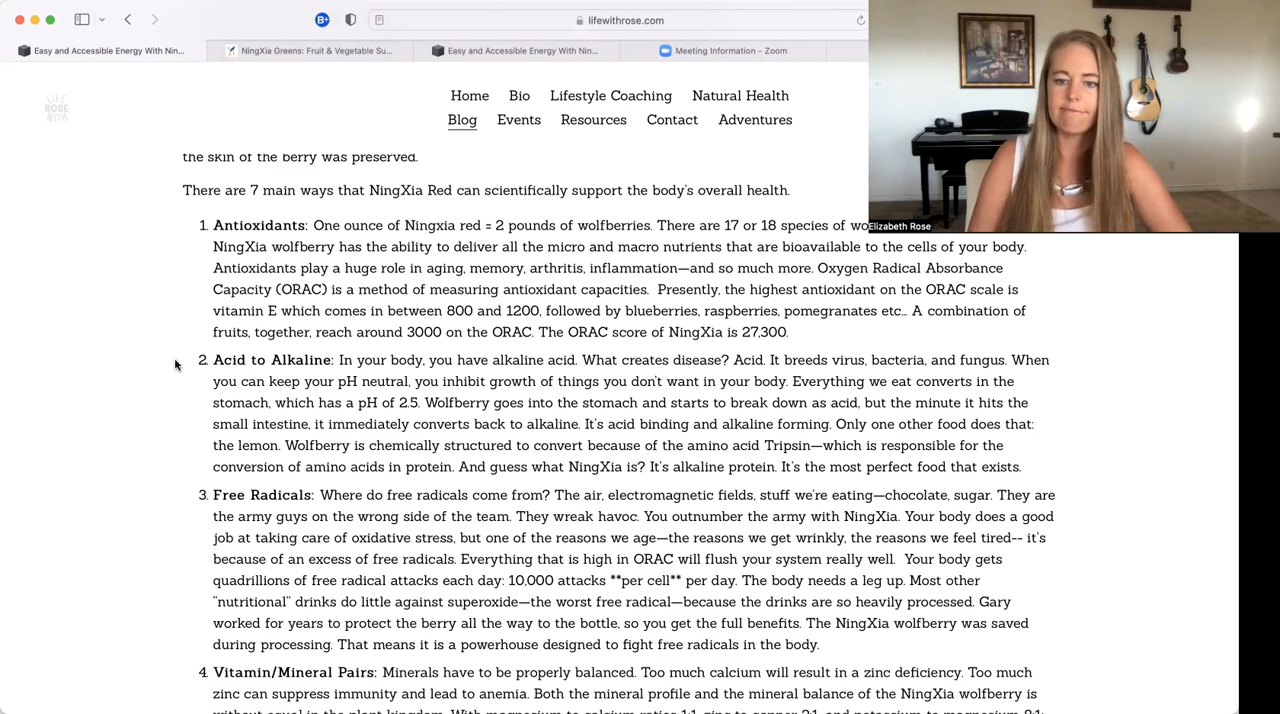 lifewithrose.com
Easy and Accessible Energy With Nin...
NingXia Greens: Fruit & Vegetable Su...
Easy and Accessible Energy With Nin...
Meeting Information - Zoom
LIFE
ROSE
Home Bio Lifestyle Coaching Natural Health
Blog Events Resources Contact Adventures
Elizabeth Rose
the skin of the berry was preserved.
There are 7 main ways that NingXia Red can scientifically support the body's overall health.
1. Antioxidants: One ounce of Ningxia red = 2 pounds of wolfberries. There are 17 or 18 species of wo
NingXia wolfberry has the ability to deliver all the micro and macro nutrients that are bioavailable to the cells of your body.
Antioxidants play a huge role in aging, memory, arthritis, inflammation—and so much more. Oxygen Radical Absorbance
Capacity (ORAC) is a method of measuring antioxidant capacities. Presently, the highest antioxidant on the ORAC scale is
vitamin E which comes in between 800 and 1200, followed by blueberries, raspberries, pomegranates etc... A combination of
fruits, together, reach around 3000 on the ORAC. The ORAC score of NingXia is 27,300.
2. Acid to Alkaline: In your body, you have alkaline acid. What creates disease? Acid. It breeds virus, bacteria, and fungus. When
you can keep your pH neutral, you inhibit growth of things you don't want in your body. Everything we eat converts in the
stomach, which has a pH of 2.5. Wolfberry goes into the stomach and starts to break down as acid, but the minute it hits the
small intestine, it immediately converts back to alkaline. It's acid binding and alkaline forming. Only one other food does that:
the lemon. Wolfberry is chemically structured to convert because of the amino acid Tripsin—which is responsible for the
conversion of amino acids in protein. And guess what NingXia is? It's alkaline protein. It's the most perfect food that exists.
3. Free Radicals: Where do free radicals come from? The air, electromagnetic fields, stuff we're eating—chocolate, sugar. They are
the army guys on the wrong side of the team. They wreak havoc. You outnumber the army with NingXia. Your body does a good
job at taking care of oxidative stress, but one of the reasons we age—the reasons we get wrinkly, the reasons we feel tired-- it's
because of an excess of free radicals. Everything that is high in ORAC will flush your system really well. Your body gets
quadrillions of free radical attacks each day: 10,000 attacks **per cell** per day. The body needs a leg up. Most other
"nutritional" drinks do little against superoxide—the worst free radical—because the drinks are so heavily processed. Gary
worked for years to protect the berry all the way to the bottle, so you get the full benefits. The NingXia wolfberry was saved
during processing. That means it is a powerhouse designed to fight free radicals in the body.
4. Vitamin/Mineral Pairs: Minerals have to be properly balanced. Too much calcium will result in a zinc deficiency. Too much
zinc can suppress immunity and lead to anemia. Both the mineral profile and the mineral balance of the NingXia wolfberry is
without equal in the plant kingdom. With magnesium to calcium ratios 1:1, zinc to copper 2:1, and potassium to magnesium 8:1;